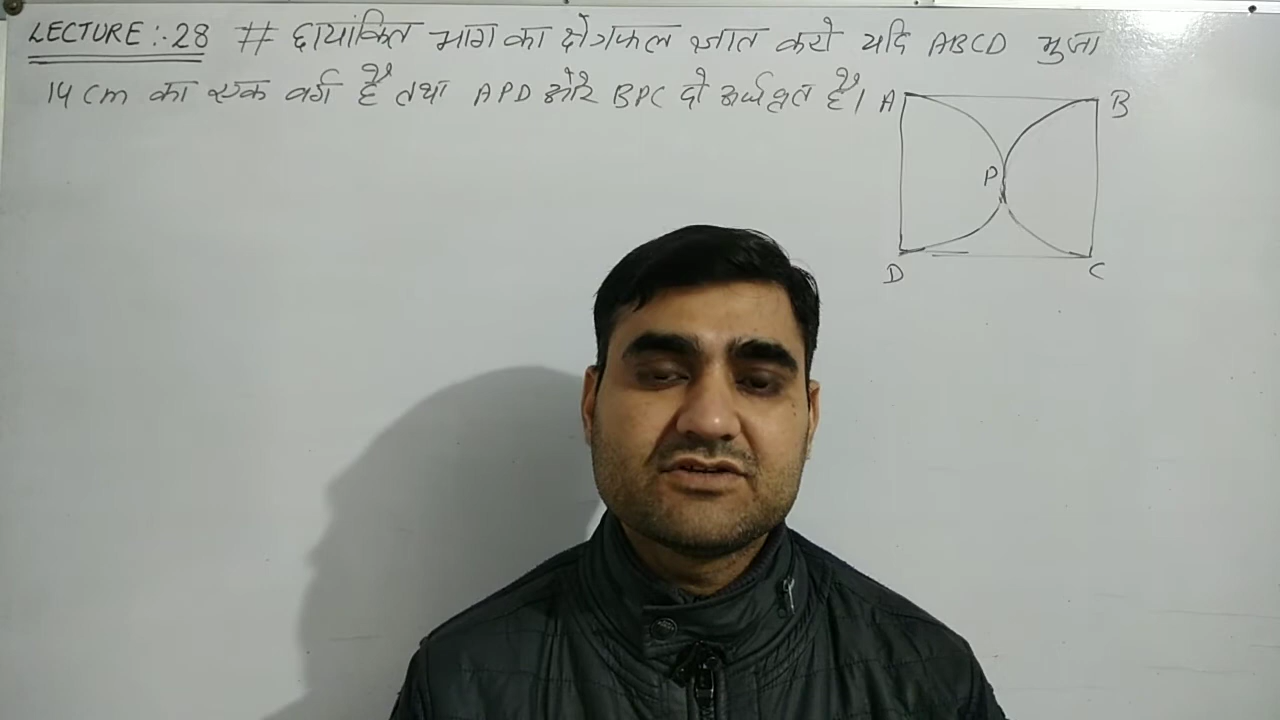 LECTURE:-28 # छायांकित भाग का क्षेत्रफल ज्ञात करो यदि ABCD भुजा
14 cm का एक वर्ग है तथा APD और BPC दो अर्धवृत है।
A B
P
D C